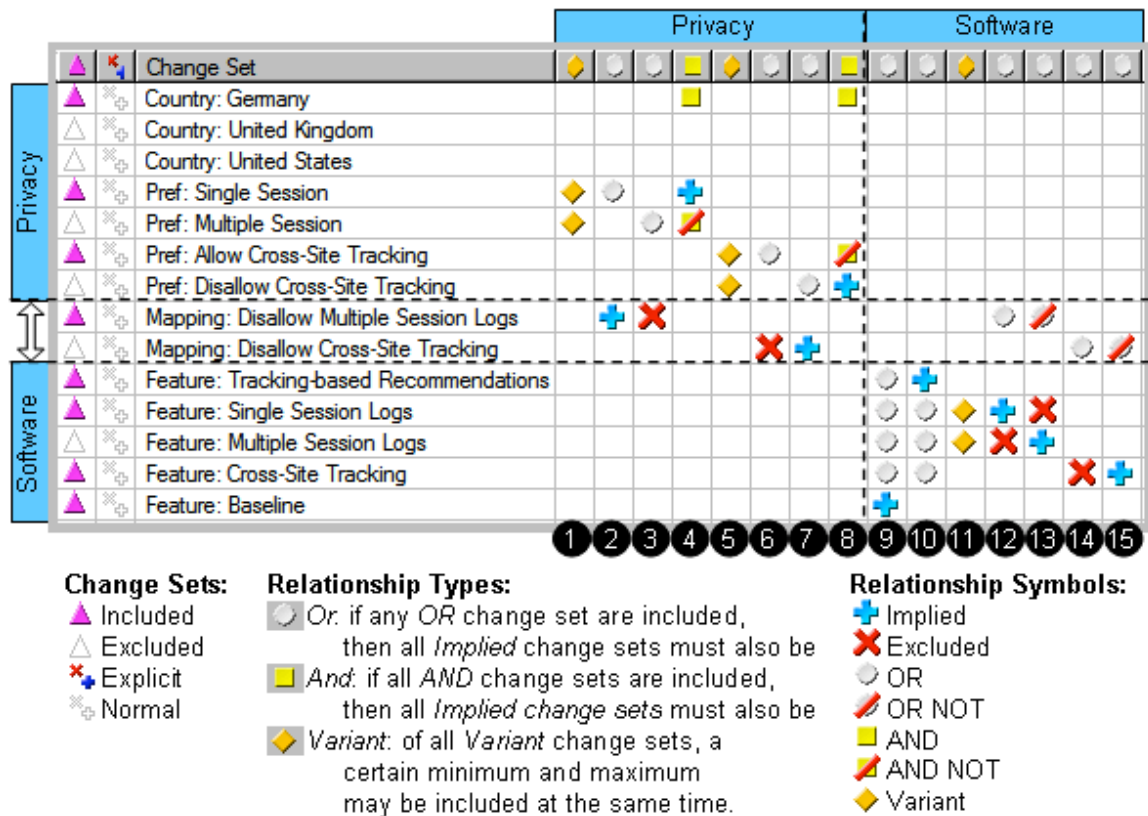 Privacy Software
Change Set
Privacy
Country: Germany
Country: United Kingdom
Country: United States
Pref: Single Session
Pref: Multiple Session
Pref: Allow Cross-Site Tracking
Pref: Disallow Cross-Site Tracking
Mapping: Disallow Multiple Session Logs
Mapping: Disallow Cross-Site Tracking
Software
Feature: Tracking-based Recommendations
Feature: Single Session Logs
Feature: Multiple Session Logs
Feature: Cross-Site Tracking
Feature: Baseline
1 2 3 4 5 6 7 8 9 10 11 12 13 14 15
Change Sets:
Included
Excluded
Explicit
Normal
Relationship Types:
Or: if any OR change set are included,
then all Implied change sets must also be
And: if all AND change sets are included,
then all Implied change sets must also be
Variant: of all Variant change sets, a
certain minimum and maximum
may be included at the same time.
Relationship Symbols:
Implied
Excluded
OR
OR NOT
AND
AND NOT
Variant